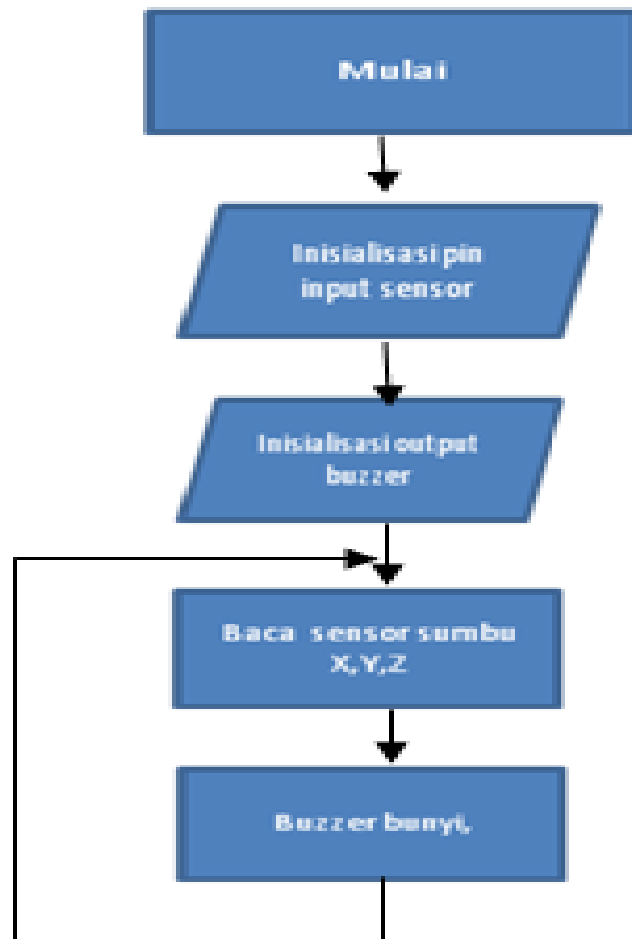 Mulai
Inisialisasi pin
input sensor
Inisialisasi output
buzzer
Baca sensor sumbu
X,Y,Z
Buzzer bunyi,